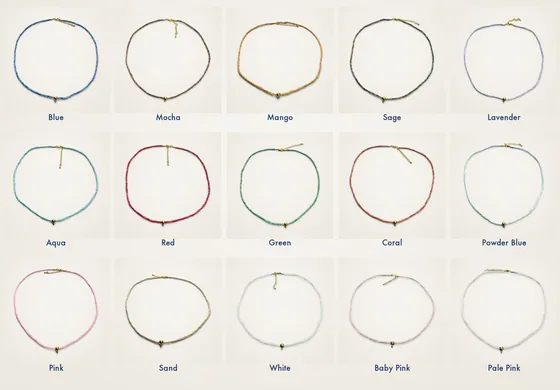 Blue
Mocha
Mango
Sage
Lavender
Aqua
Red
Green
Coral
Powder Blue
Pink
Sand
White
Baby Pink
Pale Pink